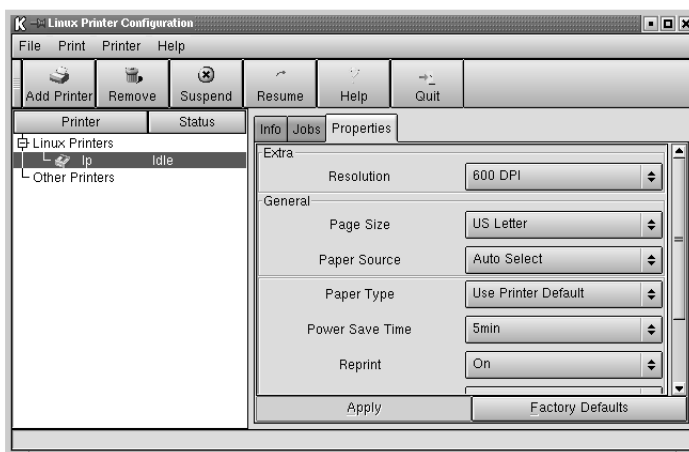 K Linux Printer Configuration
File Print Printer Help
Add Printer Remove Suspend Resume Help Quit
Printer Status
Linux Printers
lp Idle
Other Printers
Info Jobs Properties
Extra
Resolution 600 DPI
General
Page Size US Letter
Paper Source Auto Select
Paper Type Use Printer Default
Power Save Time 5min
Reprint On
Apply Factory Defaults